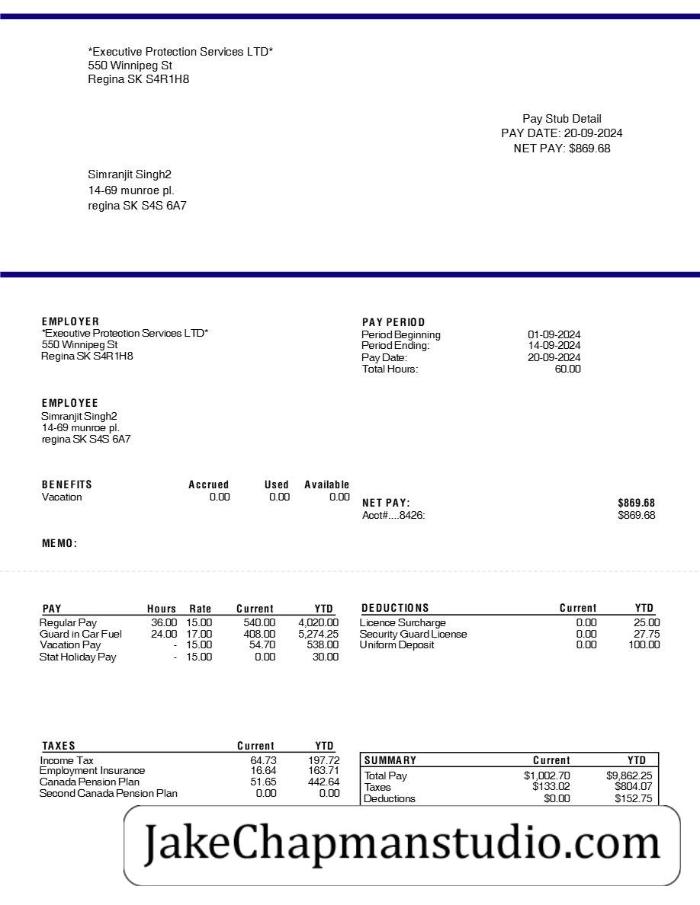 *Executive Protection Services LTD*
550 Winnipeg St
Regina SK S4R1H8
Pay Stub Detail
PAY DATE: 20-09-2024
NET PAY: $869.68
Simranjit Singh2
14-69 munroe pl.
regina SK S4S 6A7
EMPLOYER
*Executive Protection Services LTD*
550 Winnipeg St
Regina SK S4R1H8
PAY PERIOD
Period Beginning 01-09-2024
Period Ending: 14-09-2024
Pay Date: 20-09-2024
Total Hours: 60.00
EMPLOYEE
Simranjit Singh2
14-69 munroe pl.
regina SK S4S 6A7
BENEFITS Accrued Used Available
Vacation 0.00 0.00 0.00
NET PAY: $869.68
Acct#....8426: $869.68
MEMO:
PAY Hours Rate Current YTD
Regular Pay 36.00 15.00 540.00 4,020.00
Guard in Car Fuel 24.00 17.00 408.00 5,274.25
Vacation Pay - 15.00 54.70 538.00
Stat Holiday Pay - 15.00 0.00 30.00
DEDUCTIONS Current YTD
Licence Surcharge 0.00 25.00
Security Guard License 0.00 27.75
Uniform Deposit 0.00 100.00
TAXES Current YTD
Income Tax 64.73 197.72
Employment Insurance 16.64 163.71
Canada Pension Plan 51.65 442.64
Second Canada Pension Plan 0.00 0.00
SUMMARY Current YTD
Total Pay $1,002.70 $9,862.25
Taxes $133.02 $804.07
Deductions $0.00 $152.75
JakeChapmanstudio.com